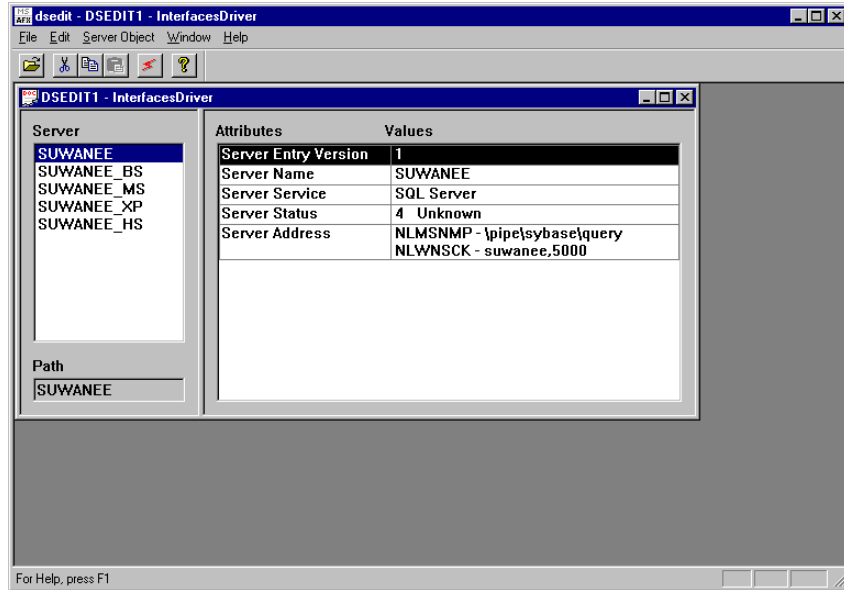 MS AFX dsedit - DSEDIT1 - InterfacesDriver
File Edit Server Object Window Help
DSEDIT1 - InterfacesDriver
Server
SUWANEE
SUWANEE_BS
SUWANEE_MS
SUWANEE_XP
SUWANEE_HS
Path
SUWANEE
Attributes Values
Server Entry Version 1
Server Name SUWANEE
Server Service SQL Server
Server Status 4 Unknown
Server Address NLMSNMP - \pipe\sybase\query
NLWNSCK - suwanee,5000
For Help, press F1